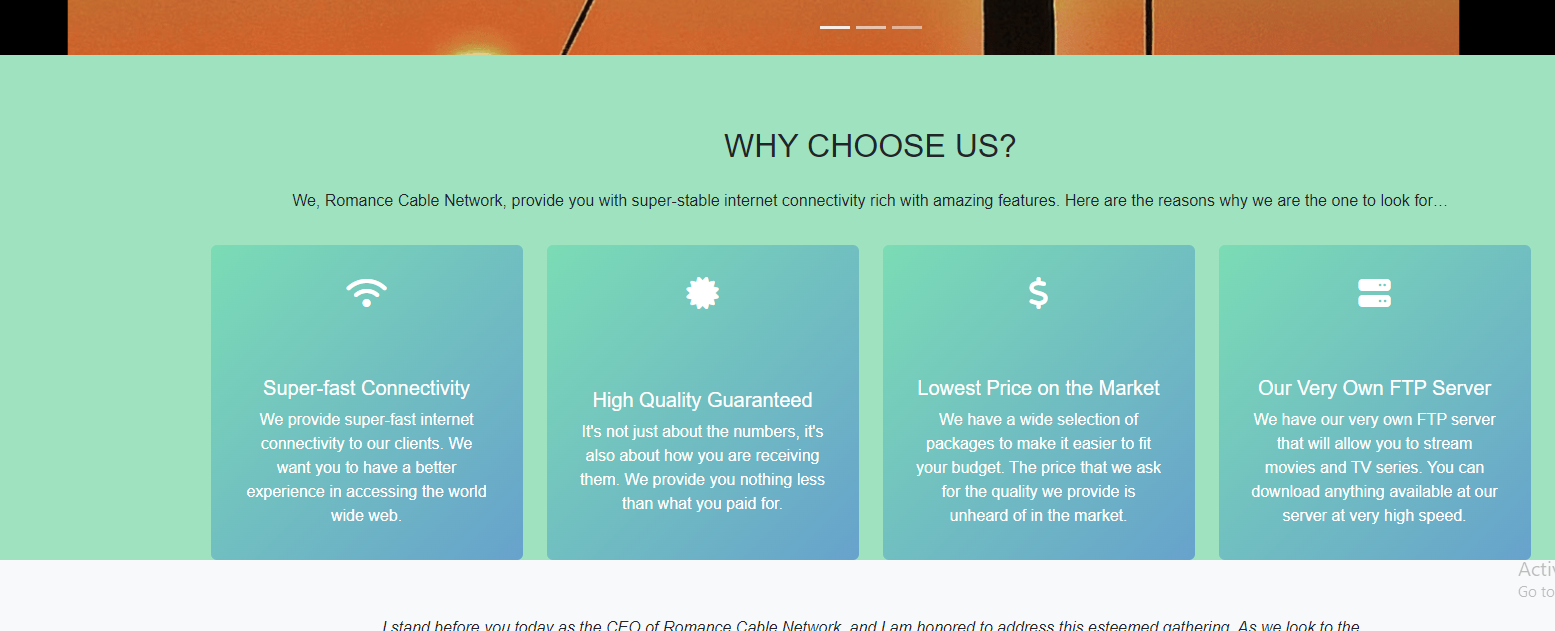 WHY CHOOSE US?
We, Romance Cable Network, provide you with super-stable internet connectivity rich with amazing features. Here are the reasons why we are the one to look for…
Super-fast Connectivity
We provide super-fast internet
connectivity to our clients. We
want you to have a better
experience in accessing the world
wide web.
High Quality Guaranteed
It's not just about the numbers, it's
also about how you are receiving
them. We provide you nothing less
than what you paid for.
Lowest Price on the Market
We have a wide selection of
packages to make it easier to fit
your budget. The price that we ask
for the quality we provide is
unheard of in the market.
Our Very Own FTP Server
We have our very own FTP server
that will allow you to stream
movies and TV series. You can
download anything available at our
server at very high speed.
Go to
I stand before you today as the CEO of Romance Cable Network, and I am honored to address this esteemed gathering. As we look to the